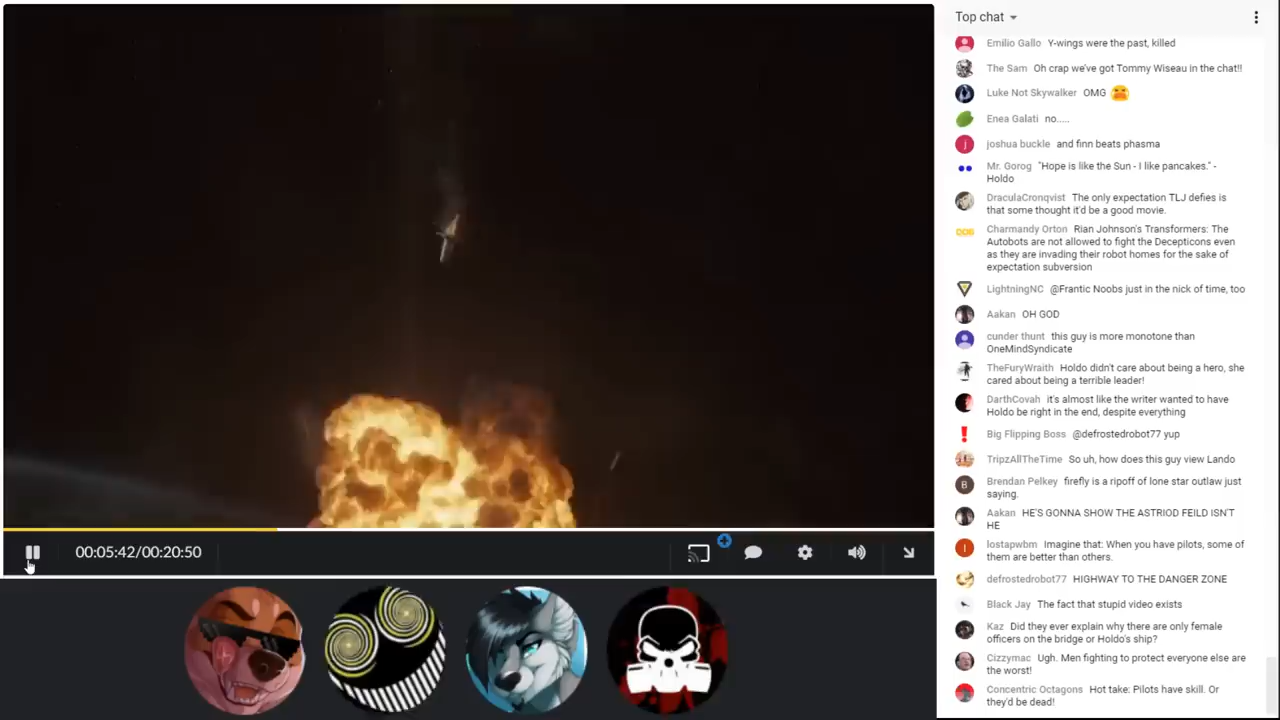 Top chat
Emilio Gallo Y-wings were the past, killed
The Sam Oh crap we've got Tommy Wiseau in the chat!!
Luke Not Skywalker OMG
Enea Galati no.....
joshua buckle and finn beats phasma
Mr. Gorog "Hope is like the Sun - I like pancakes." -
Holdo
DraculaCronqvist The only expectation TLJ defies is
that some thought it'd be a good movie.
Charmandy Orton Rian Johnson's Transformers: The
Autobots are not allowed to fight the Decepticons even
as they are invading their robot homes for the sake of
expectation subversion
LightningNC @Frantic Noobs just in the nick of time, too
Aakan OH GOD
cunder thunt this guy is more monotone than
OneMindSyndicate
TheFuryWraith Holdo didn't care about being a hero, she
cared about being a terrible leader!
DarthCovah it's almost like the writer wanted to have
Holdo be right in the end, despite everything
Big Flipping Boss @defrostedrobot77 yup
TripzAllTheTime So uh, how does this guy view Lando
B
Brendan Pelkey firefly is a ripoff of lone star outlaw just
saying.
Aakan HE'S GONNA SHOW THE ASTRIOD FEILD ISN'T
HE
lostapwbm Imagine that: When you have pilots, some of
them are better than others.
defrostedrobot77 HIGHWAY TO THE DANGER ZONE
Black Jay The fact that stupid video exists
Kaz Did they ever explain why there are only female
officers on the bridge or Holdo's ship?
Cizzymac Ugh. Men fighting to protect everyone else are
the worst!
Concentric Octagons Hot take: Pilots have skill. Or
they'd be dead!
00:05:42/00:20:50